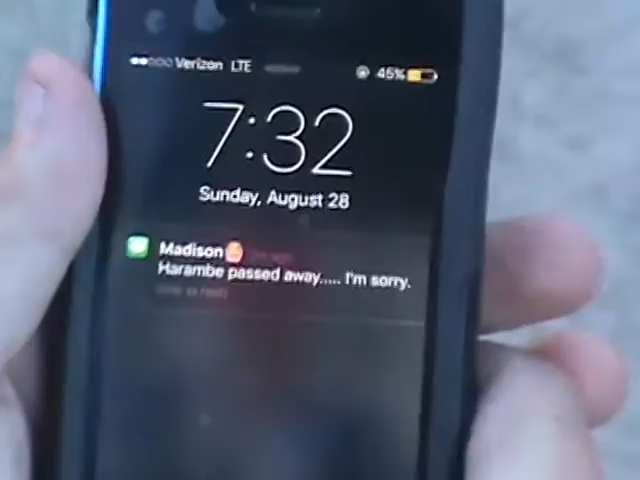 Verizon LTE 45%
7:32
Sunday, August 28
Madison
Harambe passed away..... I'm sorry.